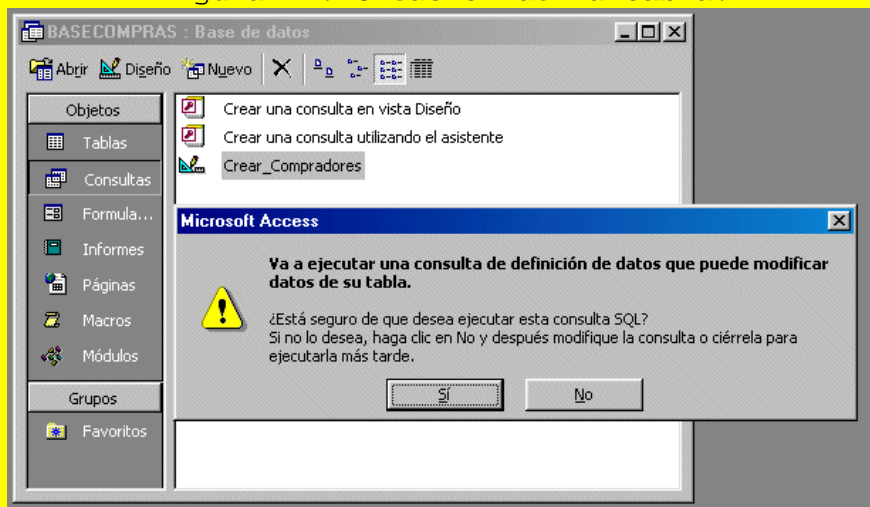 BASECOMPRAS : Base de datos
Abrir Diseño Nuevo
Objetos
Tablas
Consultas
Formula...
Informes
Páginas
Macros
Módulos
Grupos
Favoritos
Crear una consulta en vista Diseño
Crear una consulta utilizando el asistente
Crear_Compradores
Microsoft Access
Va a ejecutar una consulta de definición de datos que puede modificar
datos de su tabla.
¿Está seguro de que desea ejecutar esta consulta SQL?
Si no lo desea, haga clic en No y después modifique la consulta o ciérrela para
ejecutarla más tarde.
Sí No